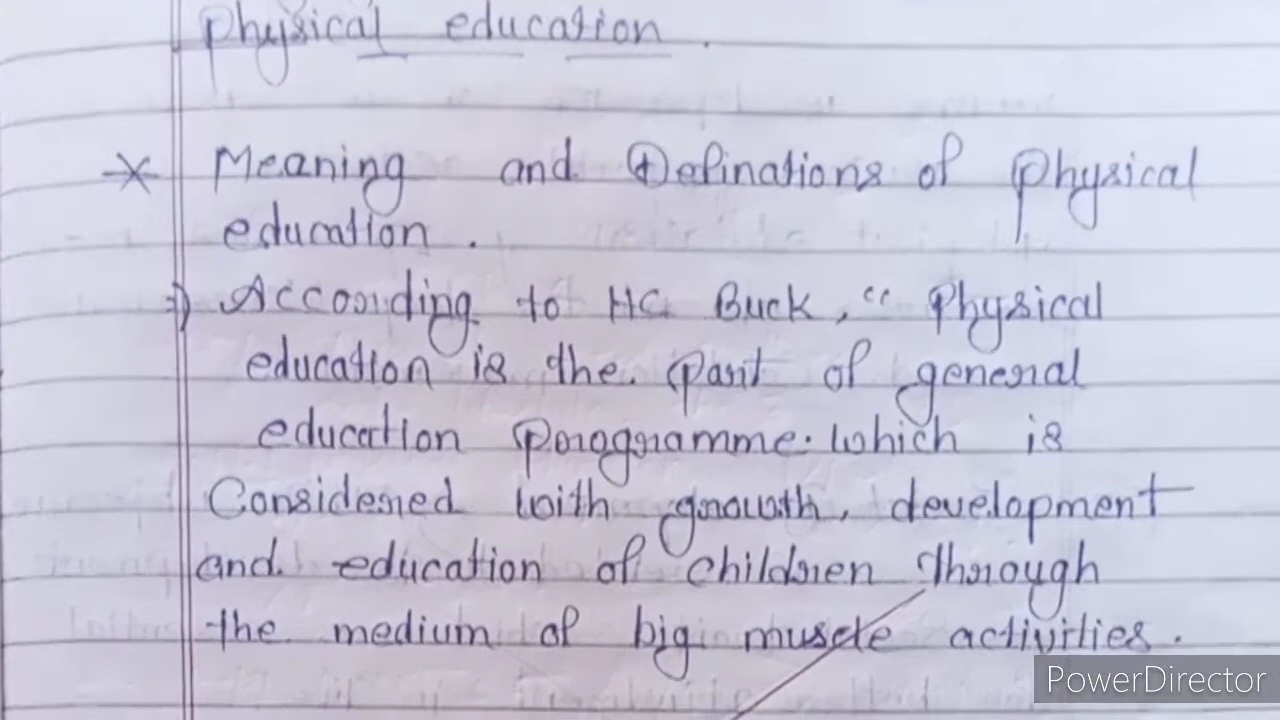 Physical education.
* Meaning and Definations of Physical
education.
⇒ According to HC Buck, “ Physical
education is the part of general
education programme. which is
Considered with growth, development
and education of children through
the medium of big muscle activities.
PowerDirector